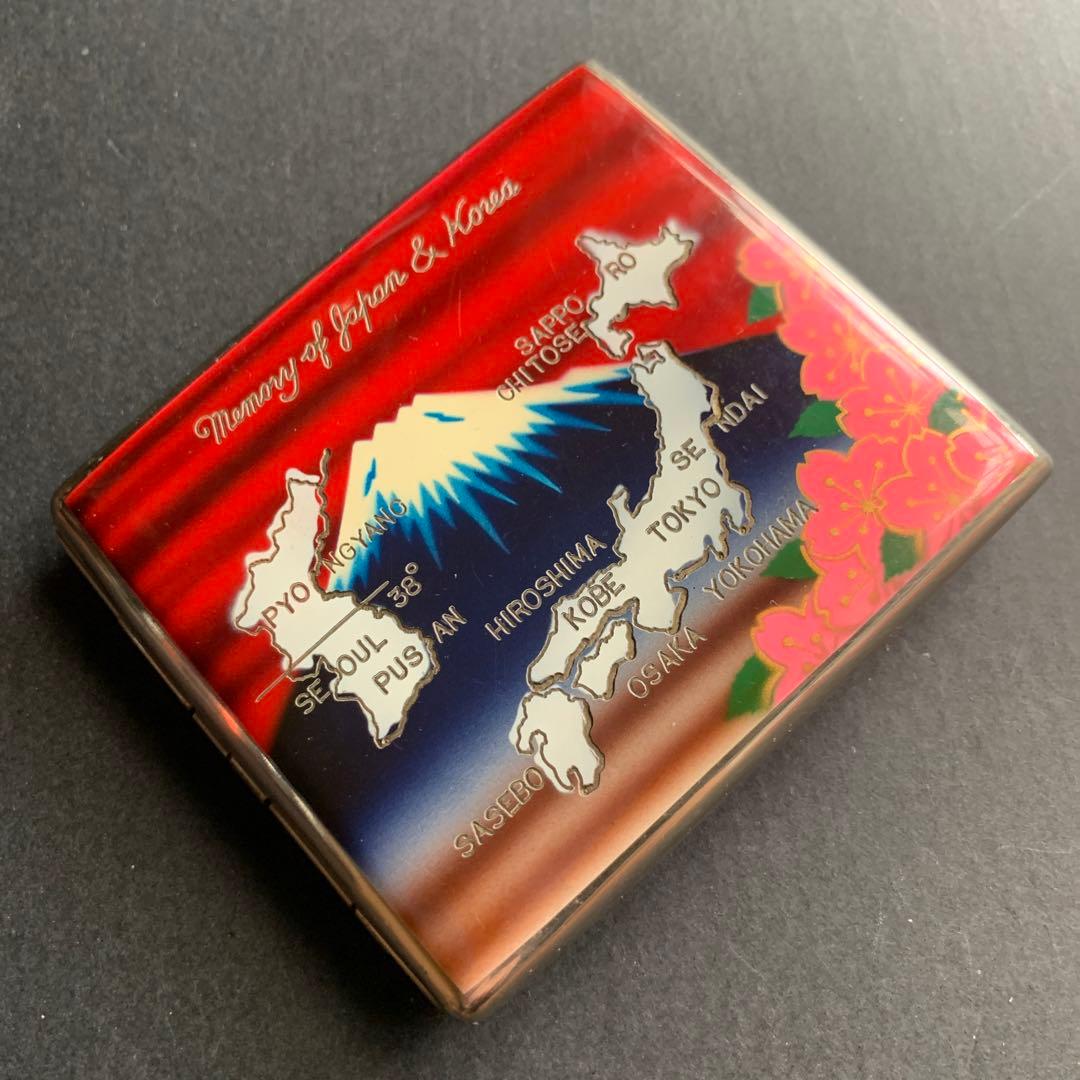 Memory of Japan & Korea
SAPPORO
CHITOSE
SENDAI
TOKYO
YOKOHAMA
HIROSHIMA
KOBE
OSAKA
SASEBO
PYONGYANG
38°
SEOUL
PUSAN